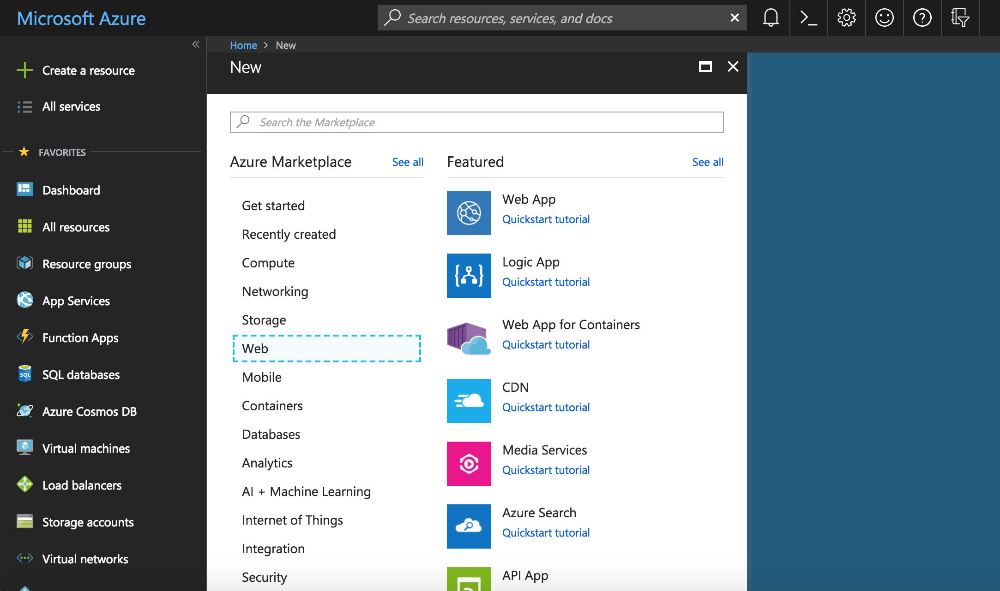 Microsoft Azure
Search resources, services, and docs
Home > New
New
Create a resource
All services
FAVORITES
Dashboard
All resources
Resource groups
App Services
Function Apps
SQL
SQL databases
Azure Cosmos DB
Virtual machines
Load balancers
Storage accounts
Virtual networks
Search the Marketplace
Azure Marketplace
See all
Get started
Recently created
Compute
Networking
Storage
Web
Mobile
Containers
Databases
Analytics
AI + Machine Learning
Internet of Things
Integration
Security
Featured
See all
Web App
Quickstart tutorial
Logic App
Quickstart tutorial
Web App for Containers
Quickstart tutorial
CDN
Quickstart tutorial
Media Services
Quickstart tutorial
Azure Search
Quickstart tutorial
API App